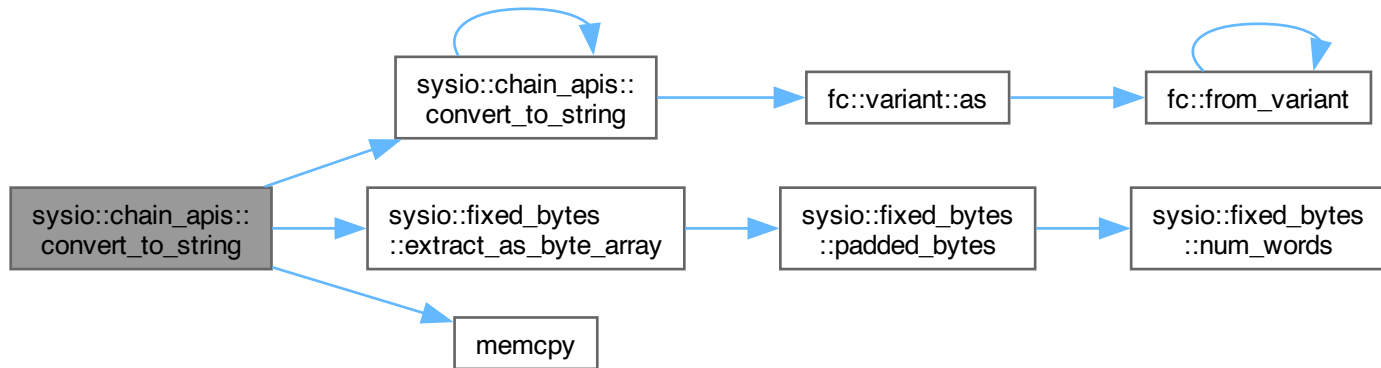 sysio::chain_apis::
convert_to_string
fc::variant::as
fc::from_variant
sysio::chain_apis::
convert_to_string
sysio::fixed_bytes
::extract_as_byte_array
sysio::fixed_bytes
::padded_bytes
sysio::fixed_bytes
::num_words
memcpy